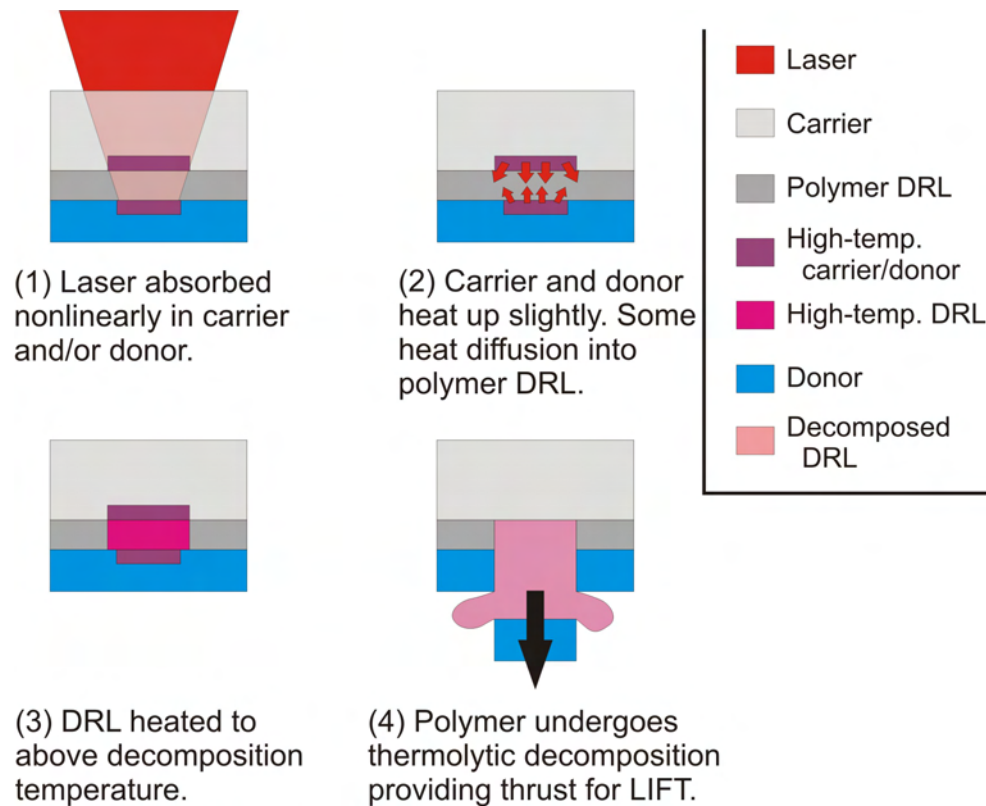 Laser
Carrier
Polymer DRL
High-temp.
carrier/donor
High-temp. DRL
Donor
Decomposed
DRL
(1) Laser absorbed
nonlinearly in carrier
and/or donor.
(2) Carrier and donor
heat up slightly. Some
heat diffusion into
polymer DRL.
(3) DRL heated to
above decomposition
temperature.
(4) Polymer undergoes
thermolytic decomposition
providing thrust for LIFT.